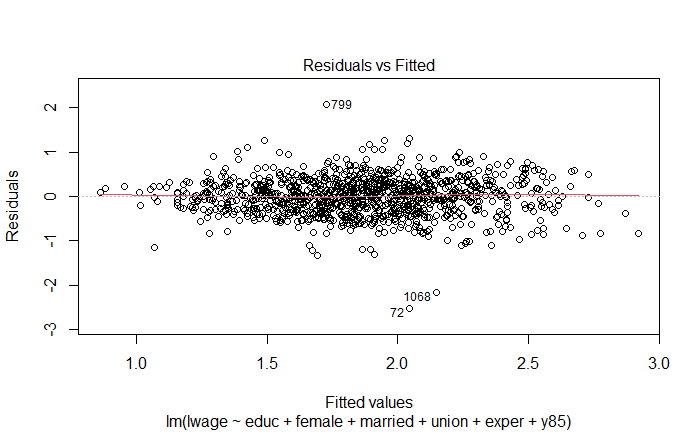 Residuals vs Fitted
Residuals
2
1
0
-1
-2
-3
799
1068
72
1.0 1.5 2.0 2.5 3.0
Fitted values
lm(lwage ~ educ + female + married + union + exper + y85)